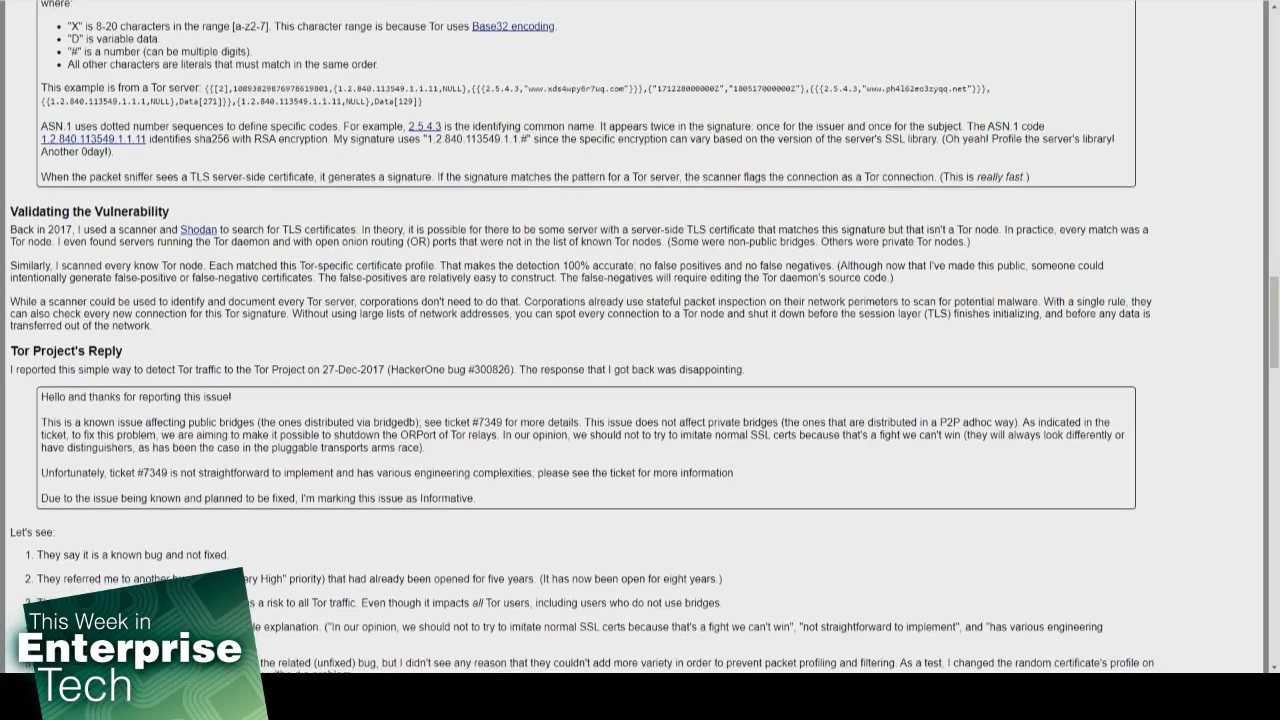 where:
• "X" is 8-20 characters in the range [a-z2-7]. This character range is because Tor uses Base32 encoding.
• "D" is variable data.
• "#" is a number (can be multiple digits).
• All other characters are literals that must match in the same order.
This example is from a Tor server: {{[2],10893829876978619801,{1.2.840.113549.1.1.11,NULL},{{{2.5.4.3,"www.xds4wpy6r7uq.com"}}},{"171228000000Z","180517000000Z"},{{{2.5.4.3,"www.ph4l62eo3zyqq.net"}}},
{{1.2.840.113549.1.1.1,NULL},Data[271]}},{1.2.840.113549.1.1.11,NULL},Data[129]}
ASN.1 uses dotted number sequences to define specific codes. For example, 2.5.4.3 is the identifying common name. It appears twice in the signature: once for the issuer and once for the subject. The ASN.1 code
1.2.840.113549.1.1.11 identifies sha256 with RSA encryption. My signature uses "1.2.840.113549.1.1.#" since the specific encryption can vary based on the version of the server's SSL library. (Oh yeah! Profile the server's library!
Another 0day!).
When the packet sniffer sees a TLS server-side certificate, it generates a signature. If the signature matches the pattern for a Tor server, the scanner flags the connection as a Tor connection. (This is really fast.)
Validating the Vulnerability
Back in 2017, I used a scanner and Shodan to search for TLS certificates. In theory, it is possible for there to be some server with a server-side TLS certificate that matches this signature but that isn't a Tor node. In practice, every match was a
Tor node. I even found servers running the Tor daemon and with open onion routing (OR) ports that were not in the list of known Tor nodes. (Some were non-public bridges. Others were private Tor nodes.)
Similarly, I scanned every know Tor node. Each matched this Tor-specific certificate profile. That makes the detection 100% accurate; no false positives and no false negatives. (Although now that I've made this public, someone could
intentionally generate false-positive or false-negative certificates. The false-positives are relatively easy to construct. The false-negatives will require editing the Tor daemon's source code.)
While a scanner could be used to identify and document every Tor server, corporations don't need to do that. Corporations already use stateful packet inspection on their network perimeters to scan for potential malware. With a single rule, they
can also check every new connection for this Tor signature. Without using large lists of network addresses, you can spot every connection to a Tor node and shut it down before the session layer (TLS) finishes initializing, and before any data is
transferred out of the network.
Tor Project's Reply
I reported this simple way to detect Tor traffic to the Tor Project on 27-Dec-2017 (HackerOne bug #300826). The response that I got back was disappointing.
Hello and thanks for reporting this issue!
This is a known issue affecting public bridges (the ones distributed via bridgedb); see ticket #7349 for more details. This issue does not affect private bridges (the ones that are distributed in a P2P adhoc way). As indicated in the
ticket, to fix this problem, we are aiming to make it possible to shutdown the ORPort of Tor relays. In our opinion, we should not to try to imitate normal SSL certs because that's a fight we can't win (they will always look differently or
have distinguishers, as has been the case in the pluggable transports arms race).
Unfortunately, ticket #7349 is not straightforward to implement and has various engineering complexities; please see the ticket for more information
Due to the issue being known and planned to be fixed, I'm marking this issue as Informative.
Let's see:
1. They say it is a known bug and not fixed.
2. They referred me to another ery High" priority) that had already been opened for five years. (It has now been open for eight years.)
s a risk to all Tor traffic. Even though it impacts all Tor users, including users who do not use bridges.
le explanation. ("In our opinion, we should not to try to imitate normal SSL certs because that's a fight we can't win", "not straightforward to implement", and "has various engineering
the related (unfixed) bug, but I didn't see any reason that they couldn't add more variety in order to prevent packet profiling and filtering. As a test, I changed the random certificate's profile on
This Week in
Enterprise
Tech